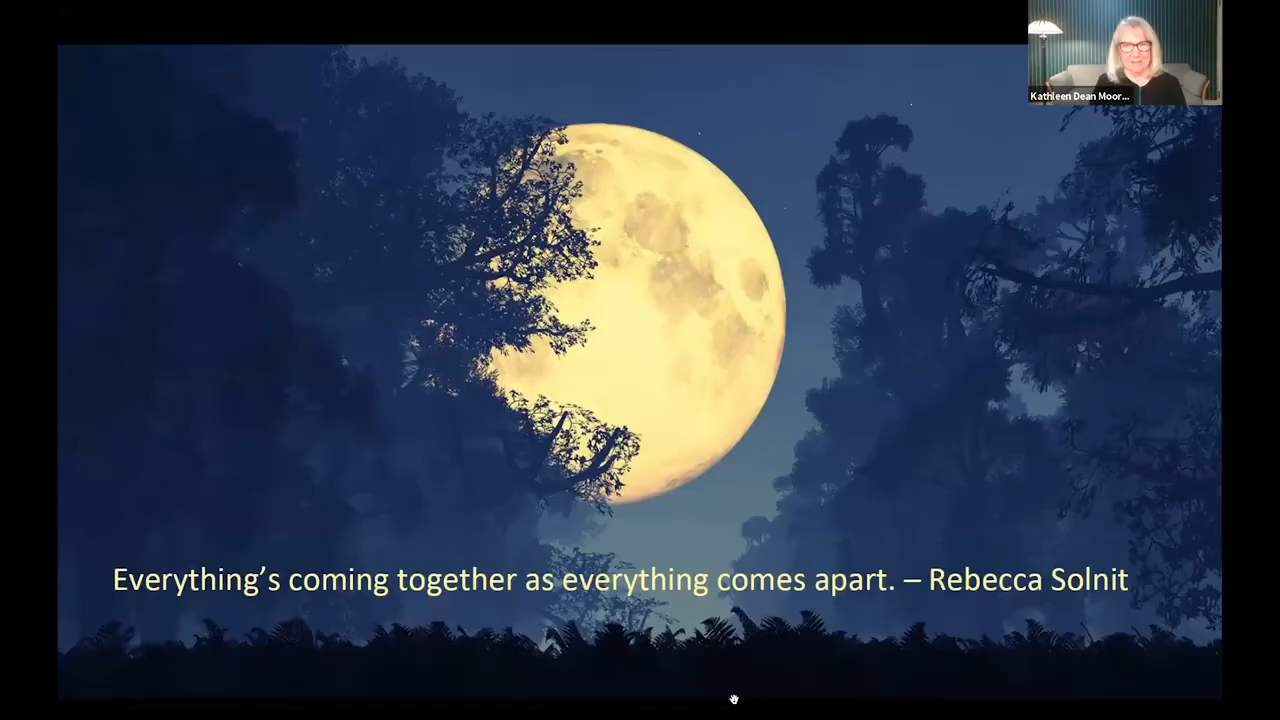 Kathleen Dean Moor...
Everything's coming together as everything comes apart. – Rebecca Solnit